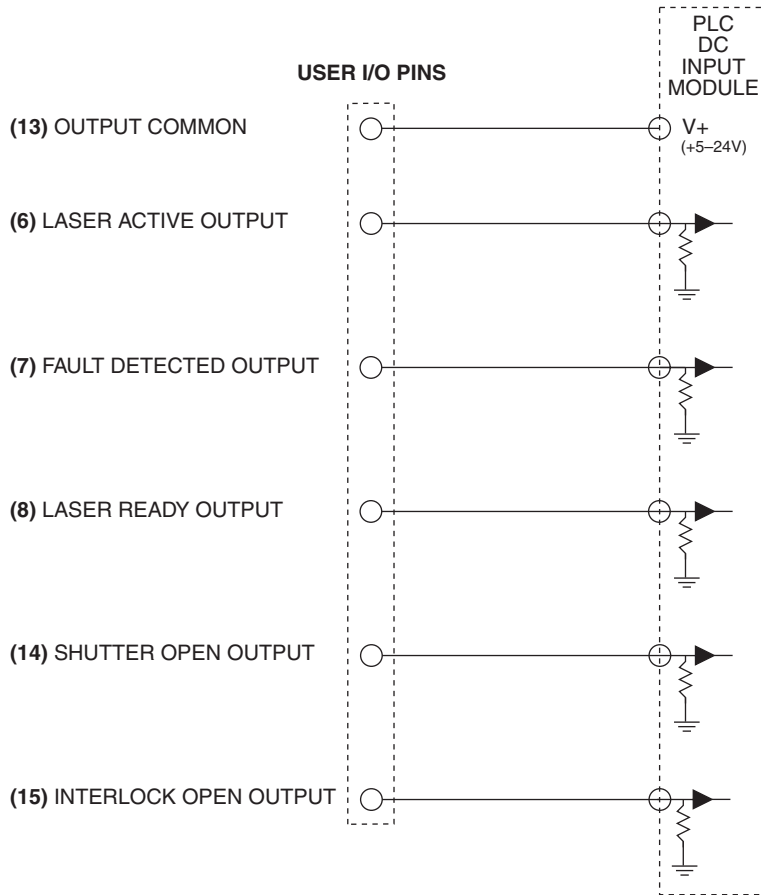 PLC
DC
INPUT
MODULE
USER I/O PINS
(13) OUTPUT COMMON
V+
(+5–24V)
(6) LASER ACTIVE OUTPUT
(7) FAULT DETECTED OUTPUT
(8) LASER READY OUTPUT
(14) SHUTTER OPEN OUTPUT
(15) INTERLOCK OPEN OUTPUT